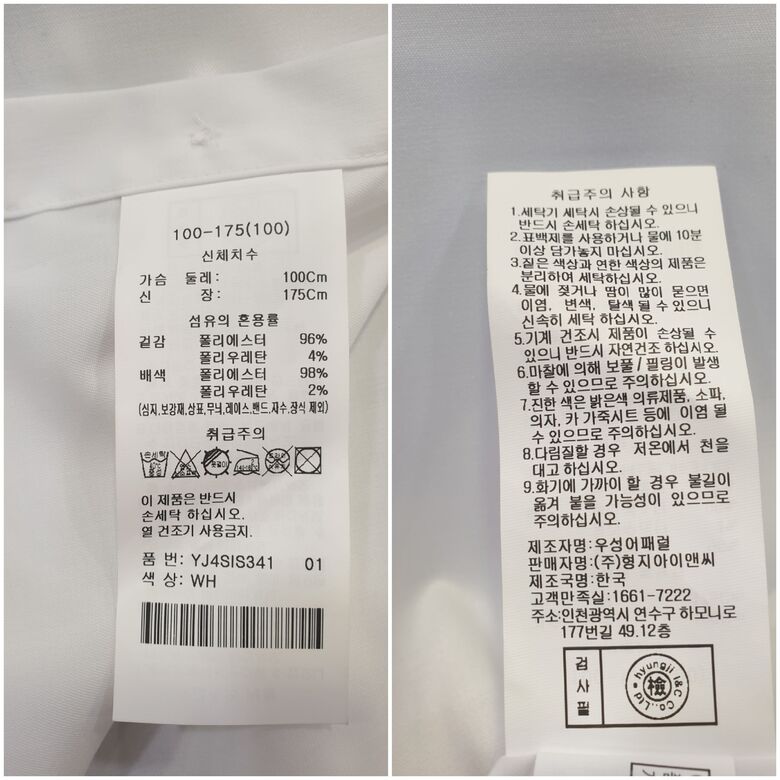 100-175(100)
신체치수
가슴 둘레: 100Cm
신 장: 175Cm
섬유의 혼용률
겉감 폴리에스터 96%
폴리우레탄 4%
배색 폴리에스터 98%
폴리우레탄 2%
(심지,보강재,상표,무늬,레이스,밴드,자수,장식 제외)
취급주의
손세탁
이 제품은 반드시
손세탁 하십시오.
열 건조기 사용금지.
품 번: YJ4SIS341 01
색 상: WH
취급주의 사항
1.세탁기 세탁시 손상될 수 있으니
반드시 손세탁 하십시오.
2.표백제를 사용하거나 물에 10분
이상 담가놓지 마십시오.
3.짙은 색상과 연한 색상의 제품은
분리하여 세탁하십시오.
4.물에 젖거나 땀이 많이 묻으면
이염, 변색, 탈색 될 수 있으니
신속히 세탁 하십시오.
5.기계 건조시 제품이 손상될 수
있으니 반드시 자연건조 하십시오.
6.마찰에 의해 보풀/필링이 발생
할 수 있으므로 주의하십시오.
7.진한 색은 밝은색 의류제품, 소파,
의자, 카 가죽시트 등에 이염 될
수 있으므로 주의하십시오.
8.다림질할 경우 저온에서 천을
대고 하십시오.
9.화기에 가까이 할 경우 불길이
옮겨 붙을 가능성이 있으므로
주의하십시오.
제조자명:우성어패럴
판매자명:(주)형지아이앤씨
제조국명:한국
고객만족실:1661-7222
주소:인천광역시 연수구 하모니로
177번길 49.12층
검사필
hyungji I&C Co.,Ltd
檢